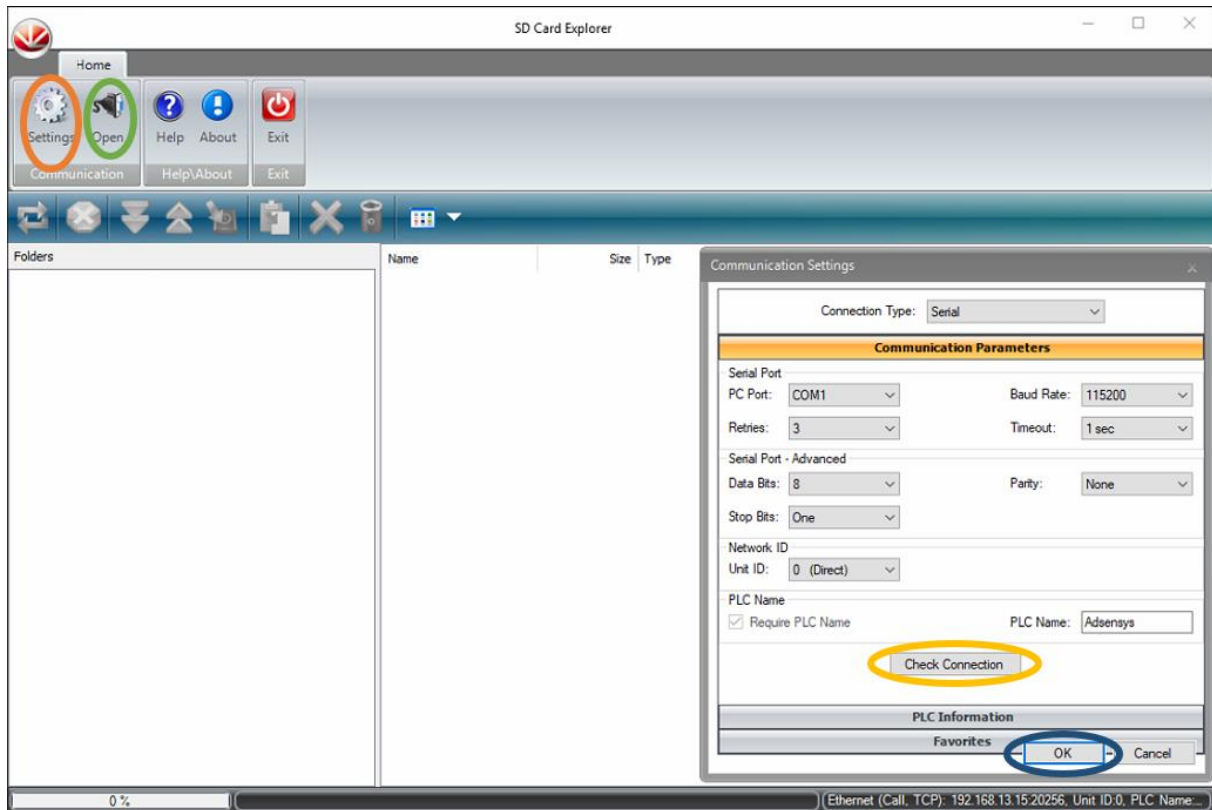 SD Card Explorer
Home
Settings Open Help About Exit
Communication Help\About Exit
Folders Name Size Type
Communication Settings
Connection Type: Serial
Communication Parameters
Serial Port
PC Port: COM1 Baud Rate: 115200
Retries: 3 Timeout: 1 sec
Serial Port - Advanced
Data Bits: 8 Parity: None
Stop Bits: One
Network ID
Unit ID: 0 (Direct)
PLC Name
Require PLC Name PLC Name: Adsensys
Check Connection
PLC Information
Favorites
OK Cancel
0 % (Ethernet (Call, TCP): 192.168.13.15:20256, Unit ID:0, PLC Name:...